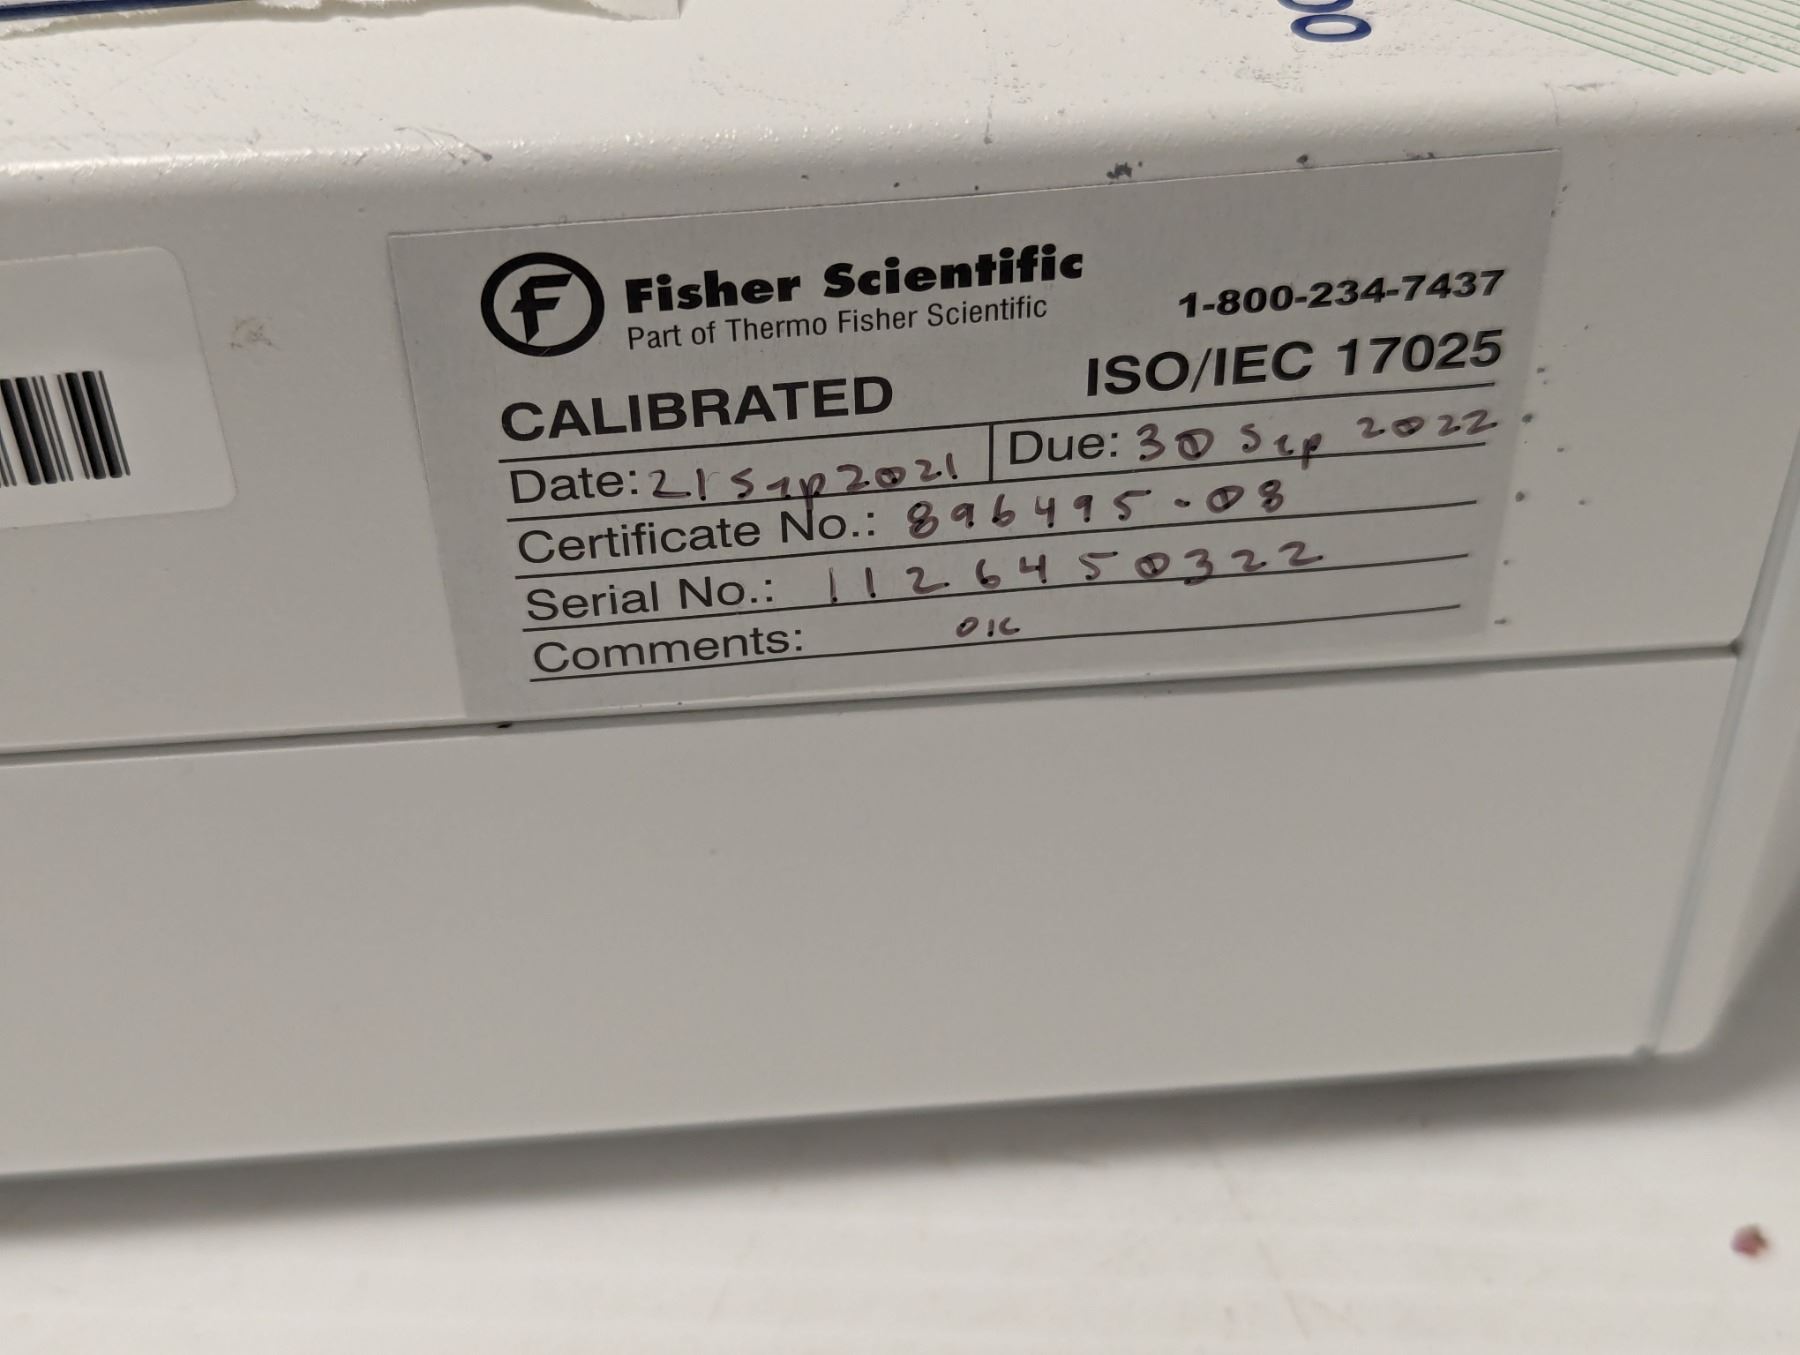 Fisher Scientific
Part of Thermo Fisher Scientific
1-800-234-7437
CALIBRATED
ISO/IEC 17025
Date: 21 Sep 2021
Due: 30 Sep 2022
Certificate No.: 896495-08
Serial No.: 1126450322
Comments: OK